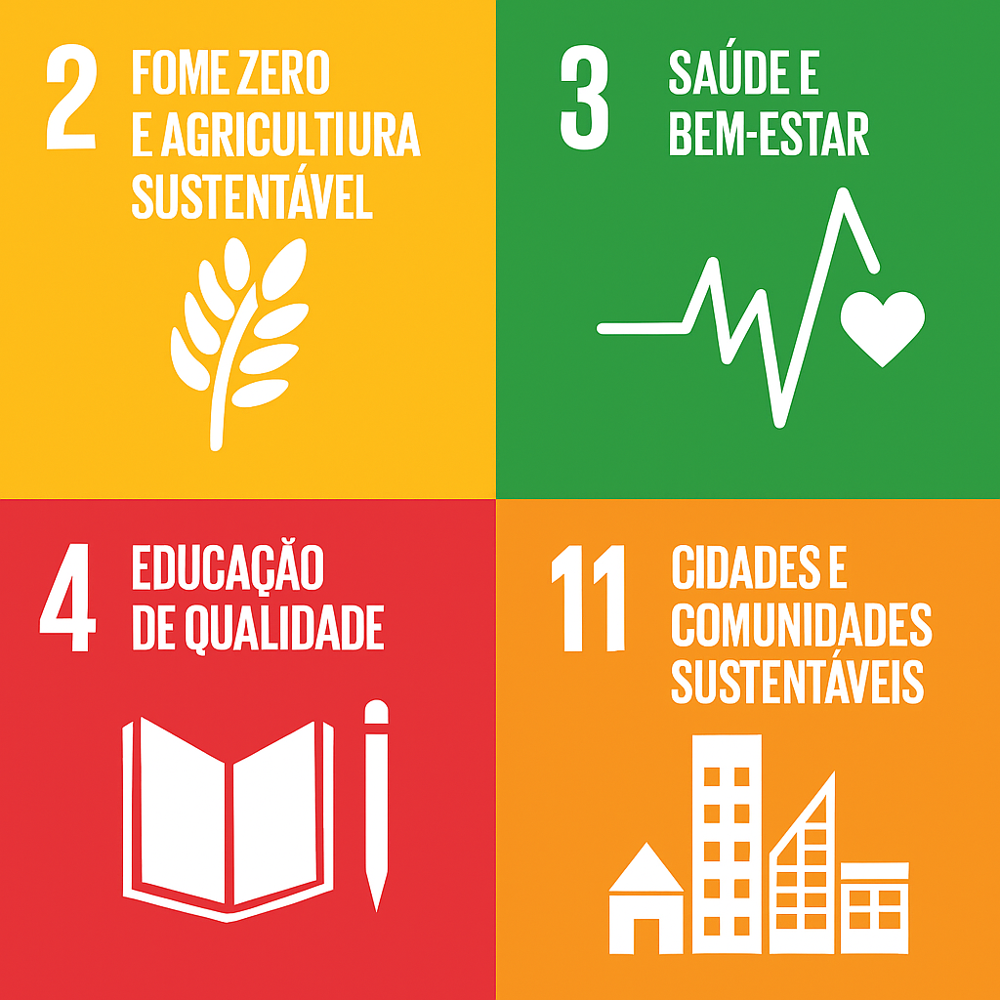 2
FOME ZERO
E AGRICULTIURA
SUSTENTÁVEL
3
SAÚDE E
BEM-ESTAR
4
EDUCAÇÃO
DE QUALIDADE
11
CIDADES E
COMUNIDADES
SUSTENTÁVEIS